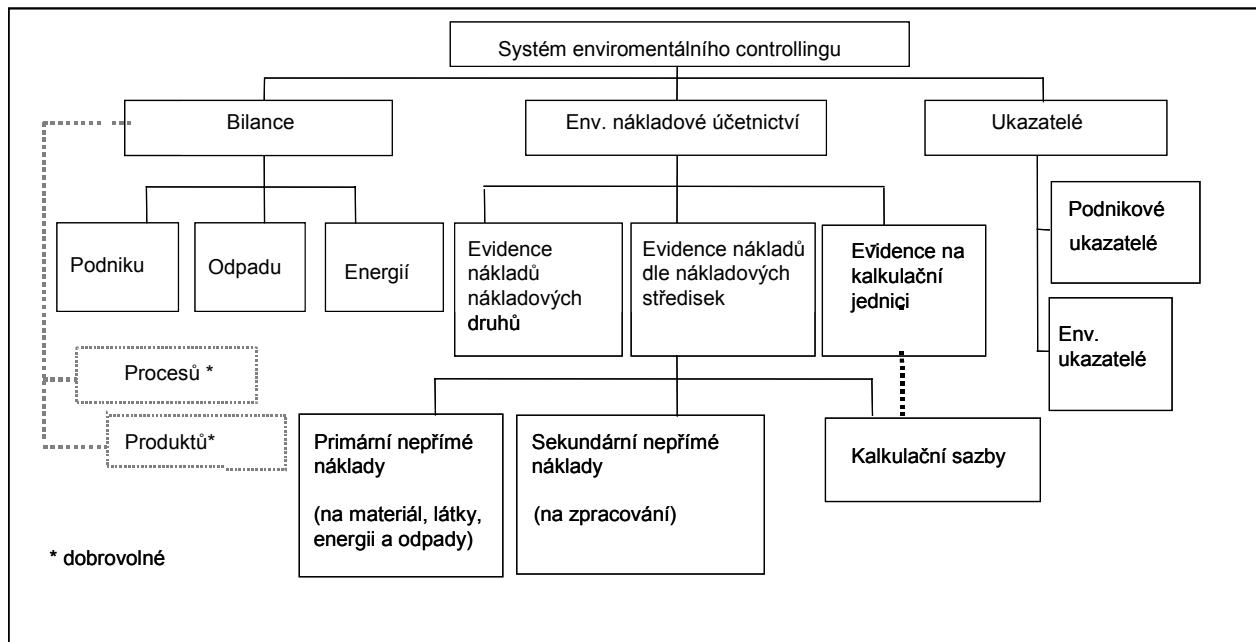 Systém enviromentálního controllingu
Bilance
Env. nákladové účetnictví
Ukazatelé
Podniku
Odpadu
Energií
Evidence
nákladů
nákladových
druhů
Evidence nákladů
dle nákladových
středisek
Evidence na
kalkulační
jednici
Podnikové
ukazatelé
Env.
ukazatelé
Procesů *
Produktů*
Primární nepřímé
náklady
(na materiál, látky,
energii a odpady)
Sekundární nepřímé
náklady
(na zpracování)
Kalkulační sazby
* dobrovolné